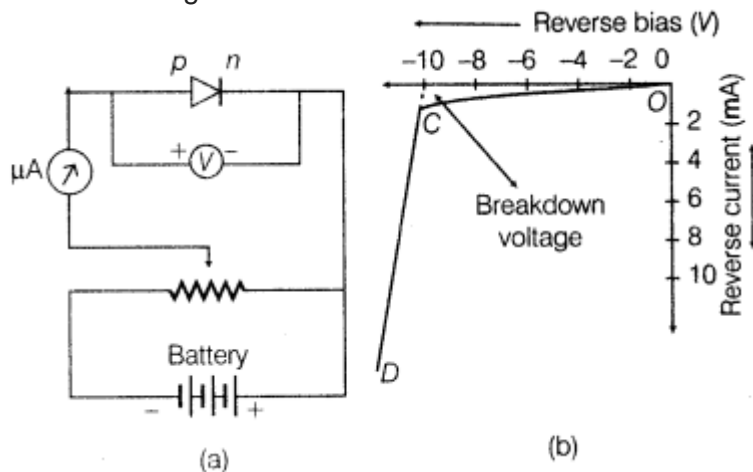 p n
+ V −
μA
Battery
− +
(a)
Reverse bias (V)
−10 −8 −6 −4 −2 0
O
C
2
4
6
8
10
Reverse current (mA)
Breakdown
voltage
D
(b)